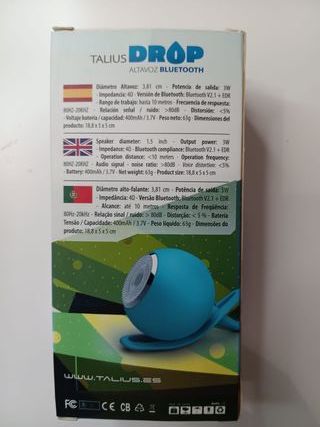 TALIUS DROP
ALTAVOZ BLUETOOTH
Diámetro Altavoz: 3,81 cm · Potencia de salida: 3W
· Impedancia: 4Ω · Versión de Bluetooth: Bluetooth V2.1 + EDR
· Rango de trabajo: hasta 10 metros · Frecuencia de respuesta:
80HZ-20KHZ · Relación señal / ruido: > 80dB · Distorsión: < 5%
· Voltaje batería / capacidad: 400mAh / 3.7V · Peso neto: 63g · Dimensiones del
producto: 18,8 x 5 x 5 cm
Speaker diameter: 1.5 inch · Output power: 3W
· Impedance: 4Ω · Bluetooth compliance: Bluetooth V2.1 + EDR
· Operation distance: <10 meters · Operation frequency:
80HZ-20KHZ · Audio signal / noise ratio: > 80dB · Voice distorsion: <5%
· Battery: 400mAh / 3.7V · Product weight: 63g · Product size: 18.8 x 5 x 5 cm
Diâmetro alto-falante: 3,81 cm · Potência de saída: 3W
· Impedância: 4Ω · Versão Bluetooth: Bluetooth V2.1 + EDR
· Alcance: até 10 metros · Resposta de Freqüência:
80Hz-20kHz · Relação sinal / ruído: > 80dB · Distorção: < 5 % · Bateria
Tensão / Capacidade: 400mAh / 3.7V · Peso líquido: 63g · Dimensões do
produto: 18,8 x 5 x 5 cm
WWW.TALIUS.ES
FC CE CB